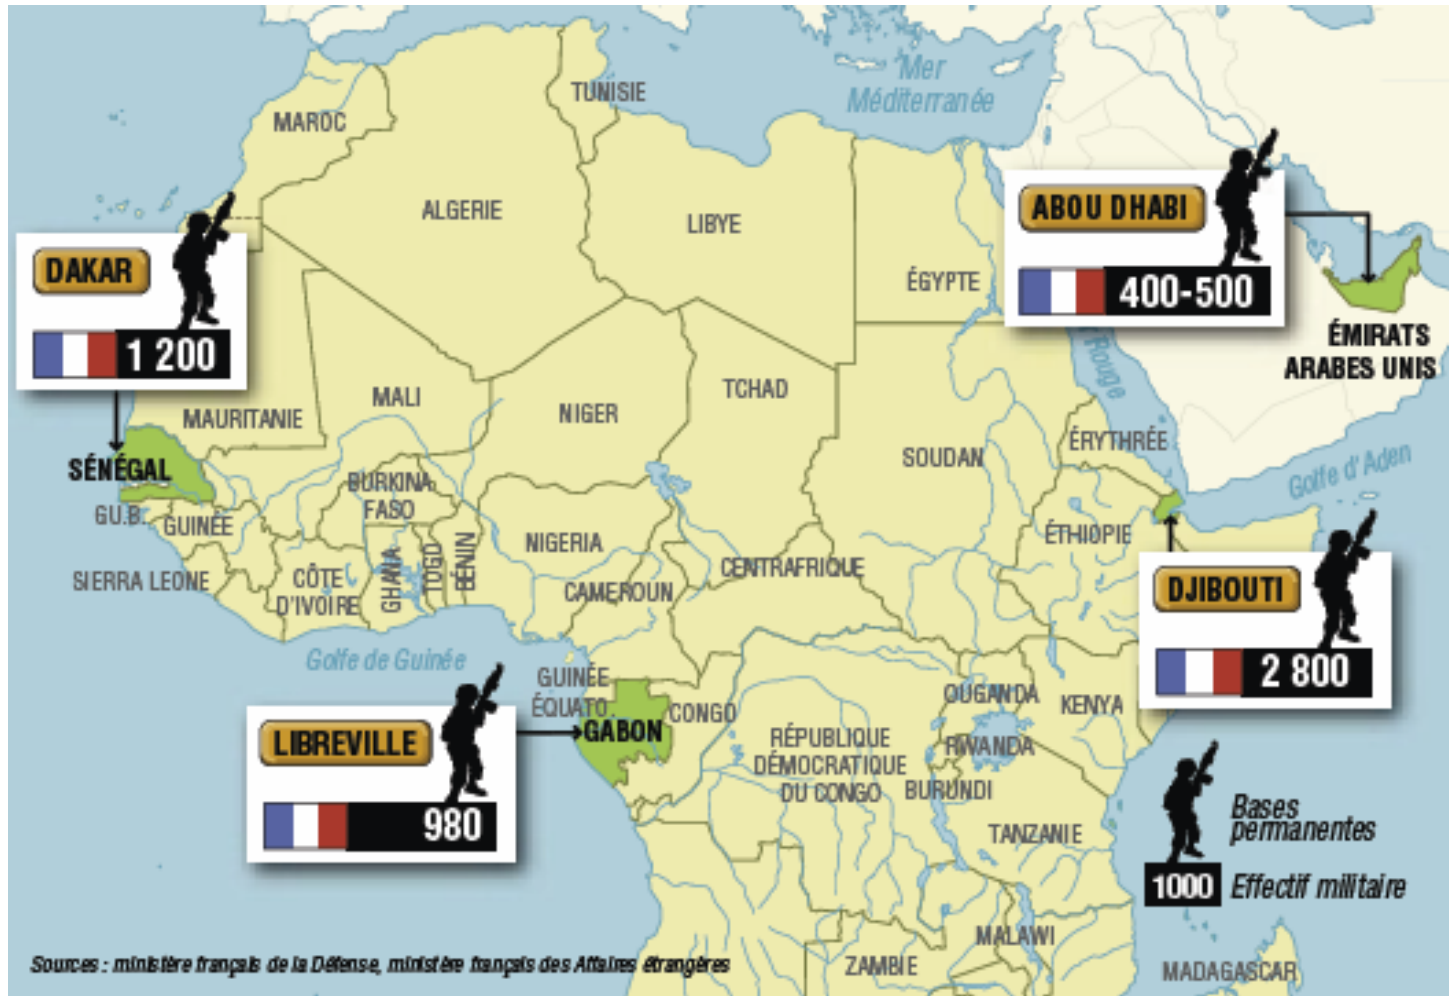 Mer
Méditerranée
TUNISIE
MAROC
ALGERIE
LIBYE
ÉGYPTE
ABOU DHABI
400-500
ÉMIRATS
ARABES UNIS
DAKAR
1 200
Rouge
MAURITANIE
MALI
NIGER
TCHAD
SOUDAN
ÉRYTHRÉE
Golfe d'Aden
SÉNÉGAL
GU.B.
GUINÉE
BURKINA
FASO
NIGERIA
ÉTHIOPIE
SIERRA LEONE
CÔTE
D'IVOIRE
GHANA
TOGO
BÉNIN
CAMEROUN
CENTRAFRIQUE
DJIBOUTI
2 800
Golfe de Guinée
GUINÉE
ÉQUATO.
GABON
CONGO
LIBREVILLE
980
RÉPUBLIQUE
DÉMOCRATIQUE
DU CONGO
OUGANDA
KENYA
RWANDA
BURUNDI
TANZANIE
Bases
permanentes
1000 Effectif militaire
MALAWI
ZAMBIE
MADAGASCAR
Sources : ministère français de la Défense, ministère français des Affaires étrangères